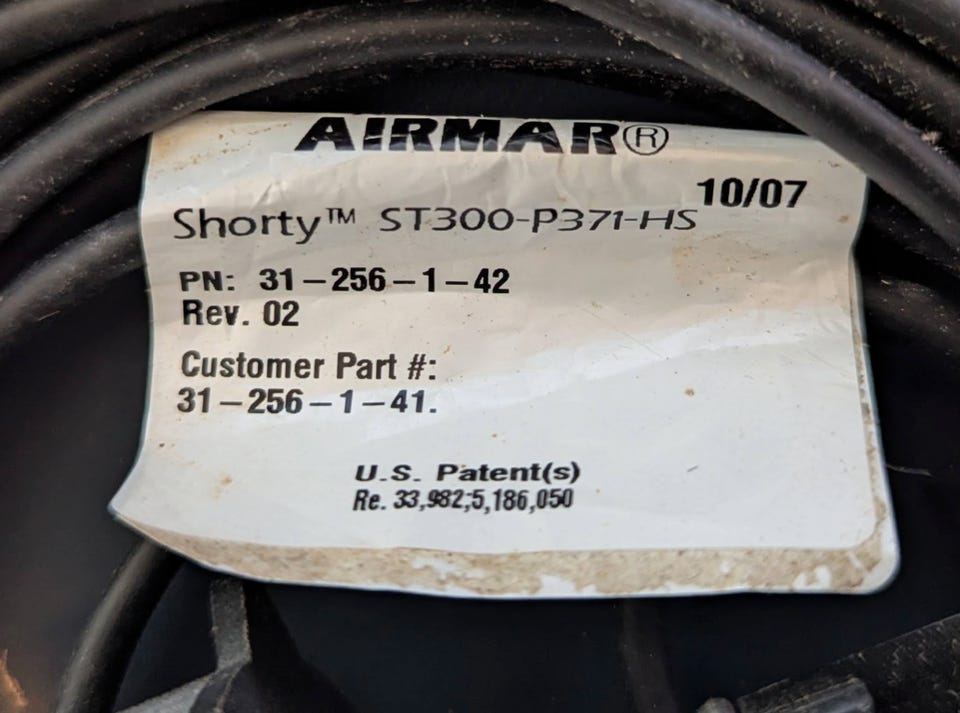 AIRMAR®
10/07
Shorty™ ST300-P371-HS
PN: 31-256-1-42
Rev. 02
Customer Part #:
31-256-1-41.
U.S. Patent(s)
Re. 33,982;5,186,050